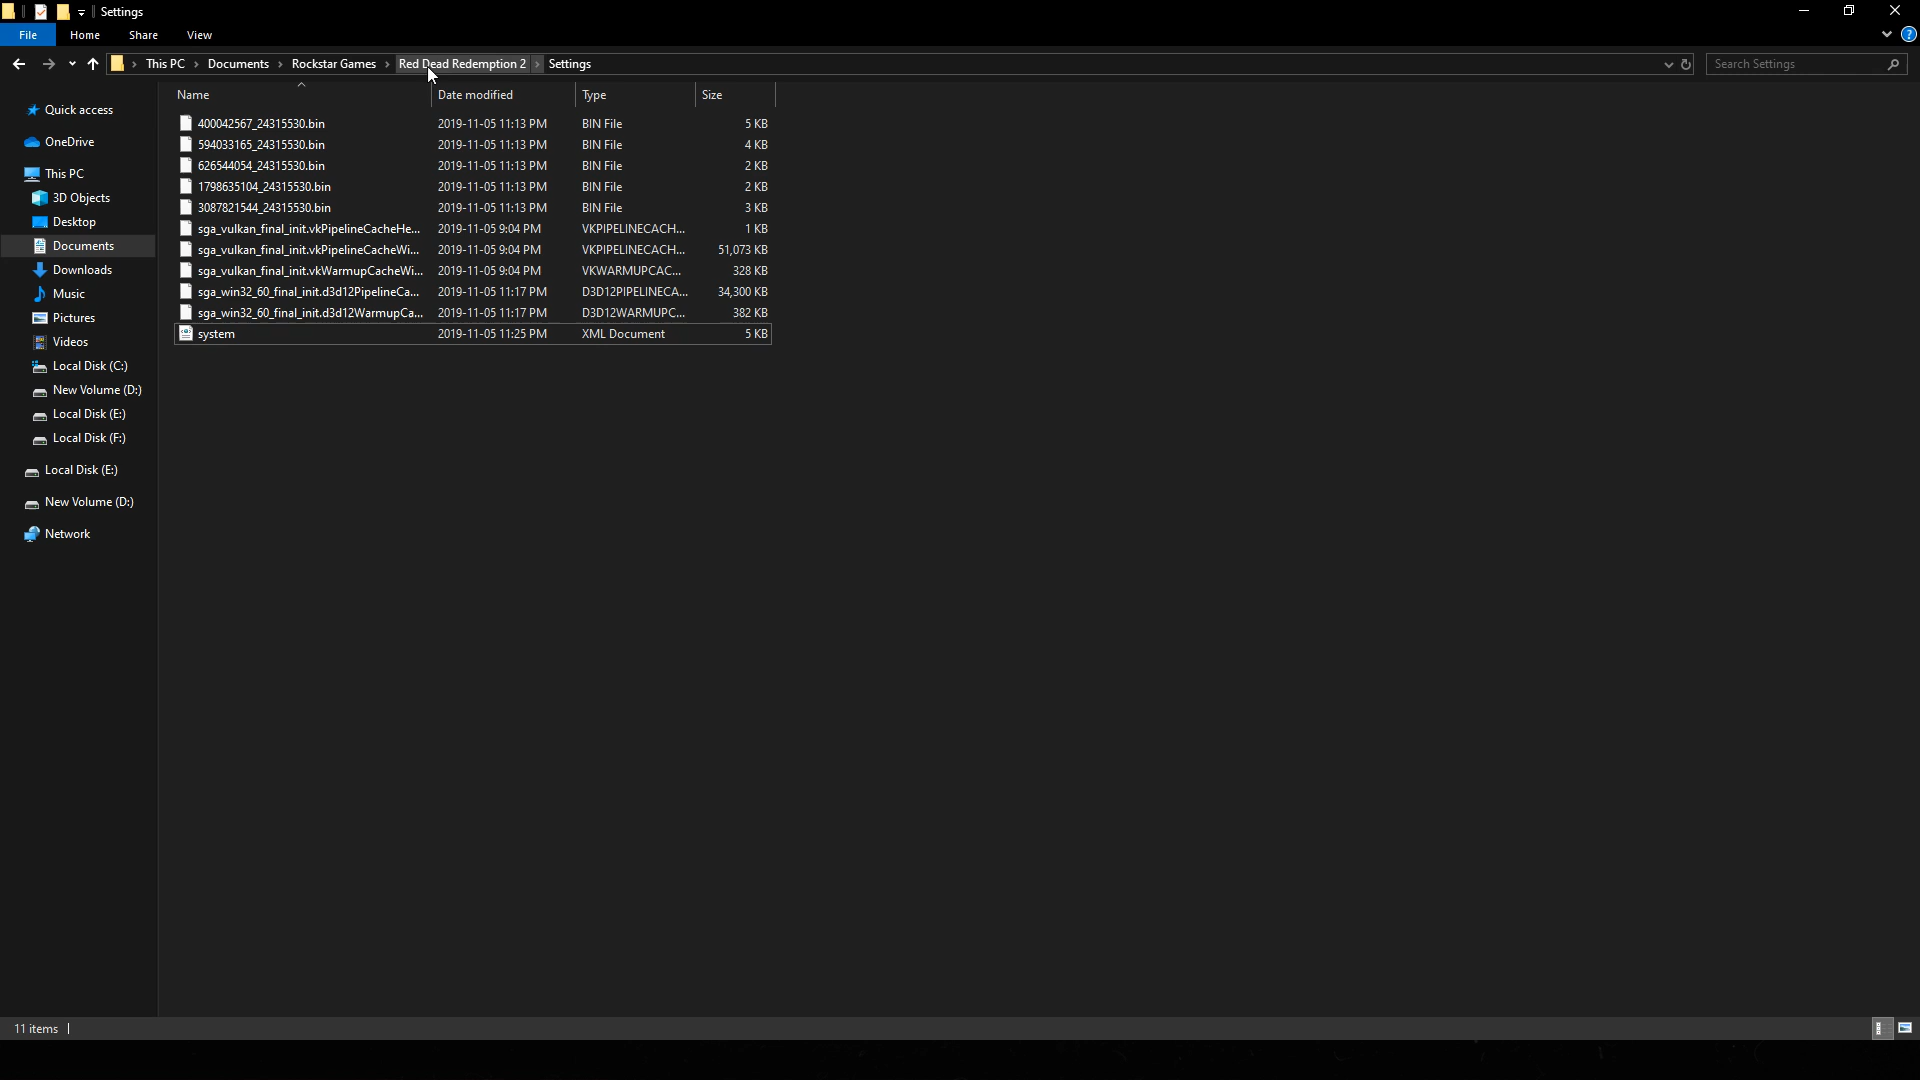 Settings
File Home Share View
This PC Documents Rockstar Games Red Dead Redemption 2 Settings Search Settings
Name Date modified Type Size
Quick access
OneDrive
This PC
3D Objects
Desktop
Documents
Downloads
Music
Pictures
Videos
Local Disk (C:)
New Volume (D:)
Local Disk (E:)
Local Disk (F:)
Local Disk (E:)
New Volume (D:)
Network
400042567_24315530.bin 2019-11-05 11:13 PM BIN File 5 KB
594033165_24315530.bin 2019-11-05 11:13 PM BIN File 4 KB
626544054_24315530.bin 2019-11-05 11:13 PM BIN File 2 KB
1798635104_24315530.bin 2019-11-05 11:13 PM BIN File 2 KB
3087821544_24315530.bin 2019-11-05 11:13 PM BIN File 3 KB
sga_vulkan_final_init.vkPipelineCacheHe... 2019-11-05 9:04 PM VKPIPELINECACH... 1 KB
sga_vulkan_final_init.vkPipelineCacheWi... 2019-11-05 9:04 PM VKPIPELINECACH... 51,073 KB
sga_vulkan_final_init.vkWarmupCacheWi... 2019-11-05 9:04 PM VKWARMUPCAC... 328 KB
sga_win32_60_final_init.d3d12PipelineCa... 2019-11-05 11:17 PM D3D12PIPELINECA... 34,300 KB
sga_win32_60_final_init.d3d12WarmupCa... 2019-11-05 11:17 PM D3D12WARMUPC... 382 KB
system 2019-11-05 11:25 PM XML Document 5 KB
11 items